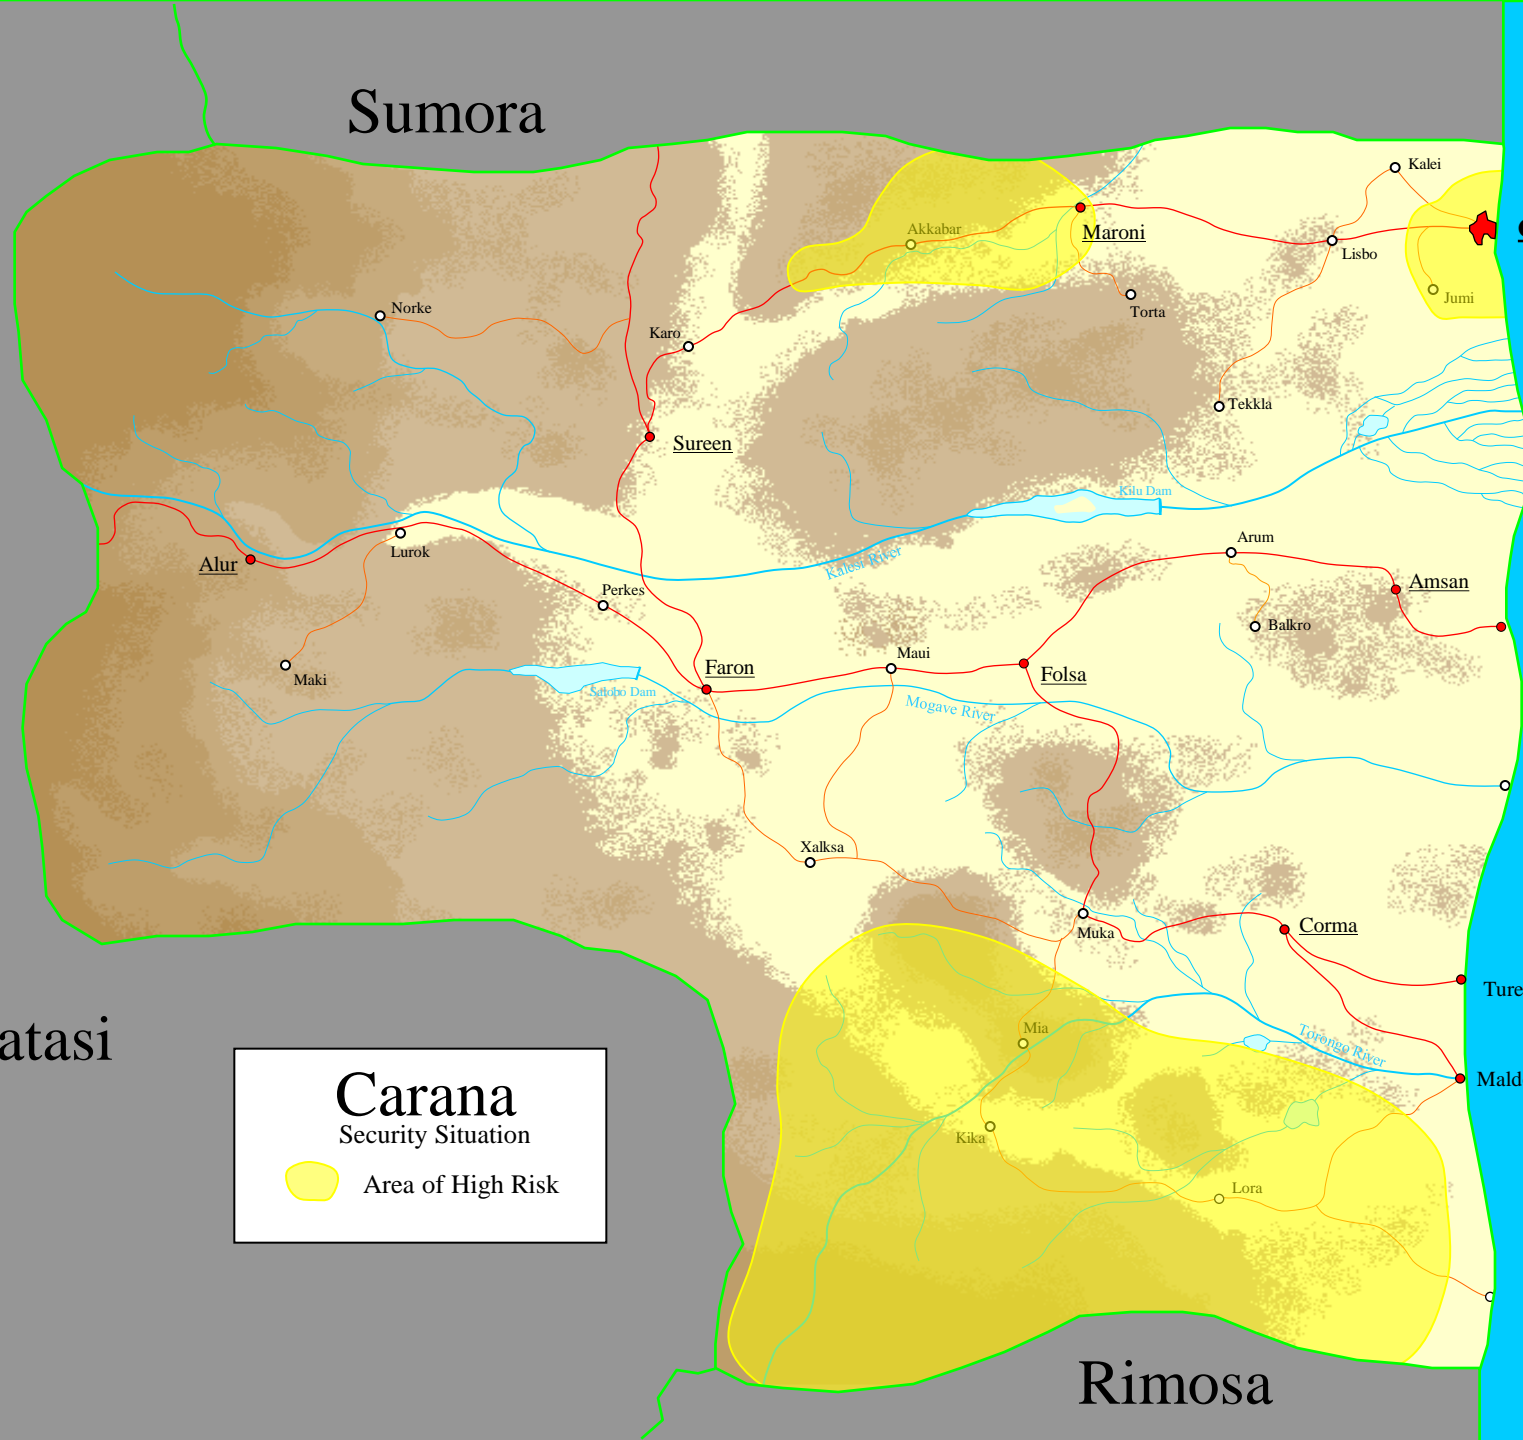 Sumora
Kalei
Akkabar
Maroni
Lisbo
Jumi
Norke
Torta
Karo
Tekkla
Sureen
Kilu Dam
Lurok
Alur
Kalesi River
Arum
Amsan
Perkes
Balkro
Maui
Faron
Folsa
Maki
Satobo Dam
Mogave River
Xalksa
Muka
Corma
Ture
atasi
Mia
Torongo River
Mald
Carana
Security Situation
Kika
Area of High Risk
Lora
Rimosa